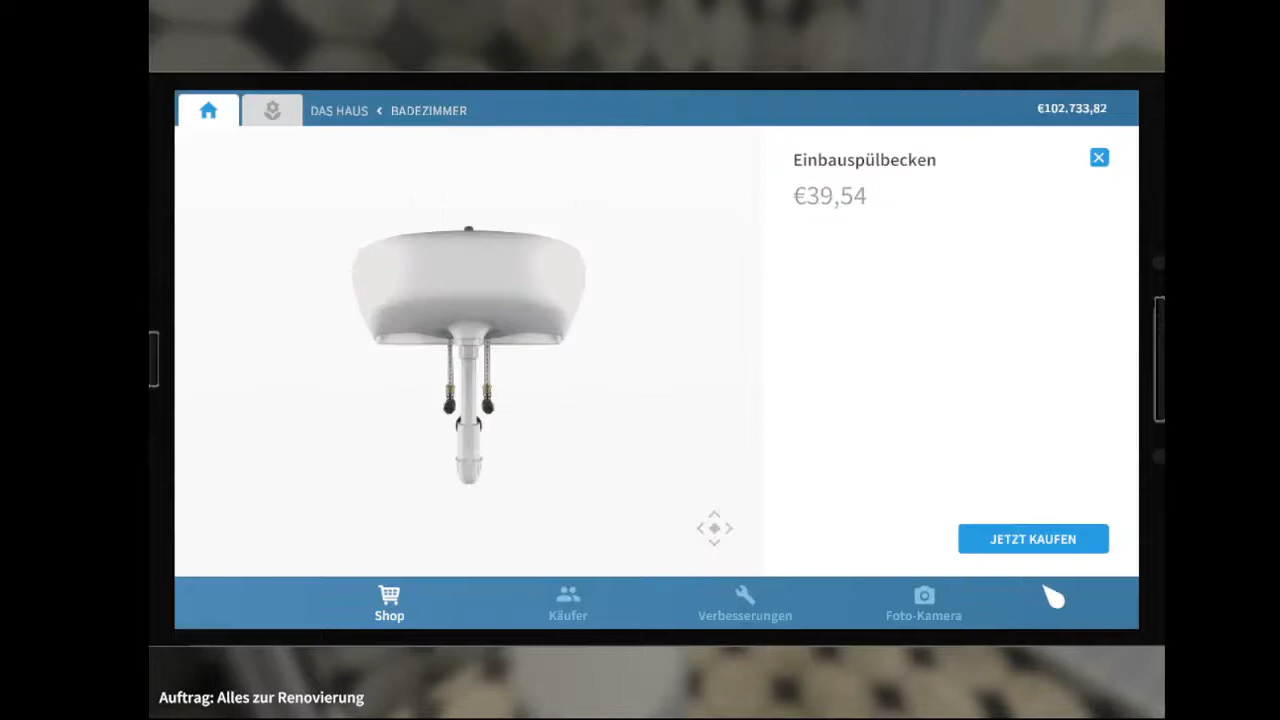 DAS HAUS < BADEZIMMER
€102.733,82
Einbauspülbecken
€39,54
JETZT KAUFEN
Shop
Käufer
Verbesserungen
Foto-Kamera
Auftrag: Alles zur Renovierung